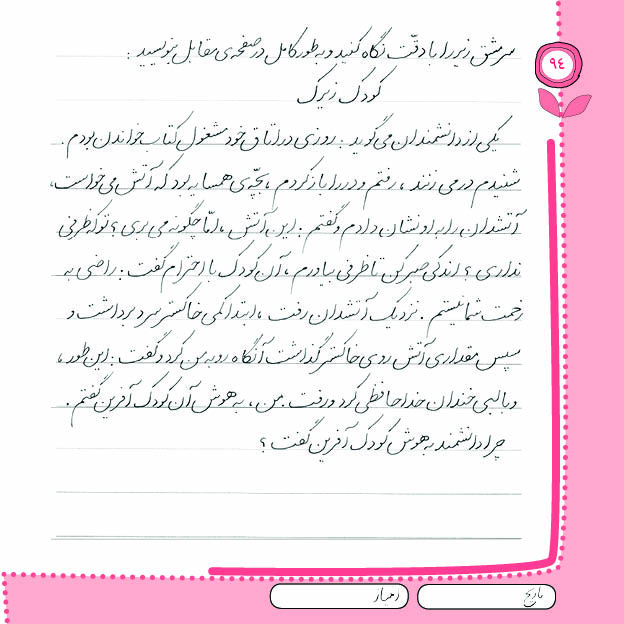 سرمشق زیر را با دقّت نگاه کنید و به طور کامل در صفحه‌ی مقابل بنویسید :
۹۴
کودک زیرک
یکی از دانشمندان می‌گوید : روزی در اتاق خود مشغول کتاب خواندن بودم .
شنیدم در می‌زنند ، رفتم و در را باز کردم ، بچّه‌ی همسایه بود که آتش می‌خواست ،
آتشدان را به او نشان دادم و گفتم : این آتش ، امّا چگونه می‌بری ؟ تو که ظرفی
نداری ؟ اندکی صبر کن تا ظرفی بیاورم ، آن کودک با احترام گفت : راضی به
زحمت شما نیستم . نزدیک آتشدان رفت ، ابتدا کمی خاکستر سرد برداشت و
سپس مقداری آتش روی خاکستر گذاشت آنگاه رو به من کرد و گفت : این طور ،
و با لبی خندان خداحافظی کرد و رفت . من ، به هوش آن کودک آفرین گفتم .
چرا دانشمند به هوش کودک آفرین گفت ؟
تاریخ